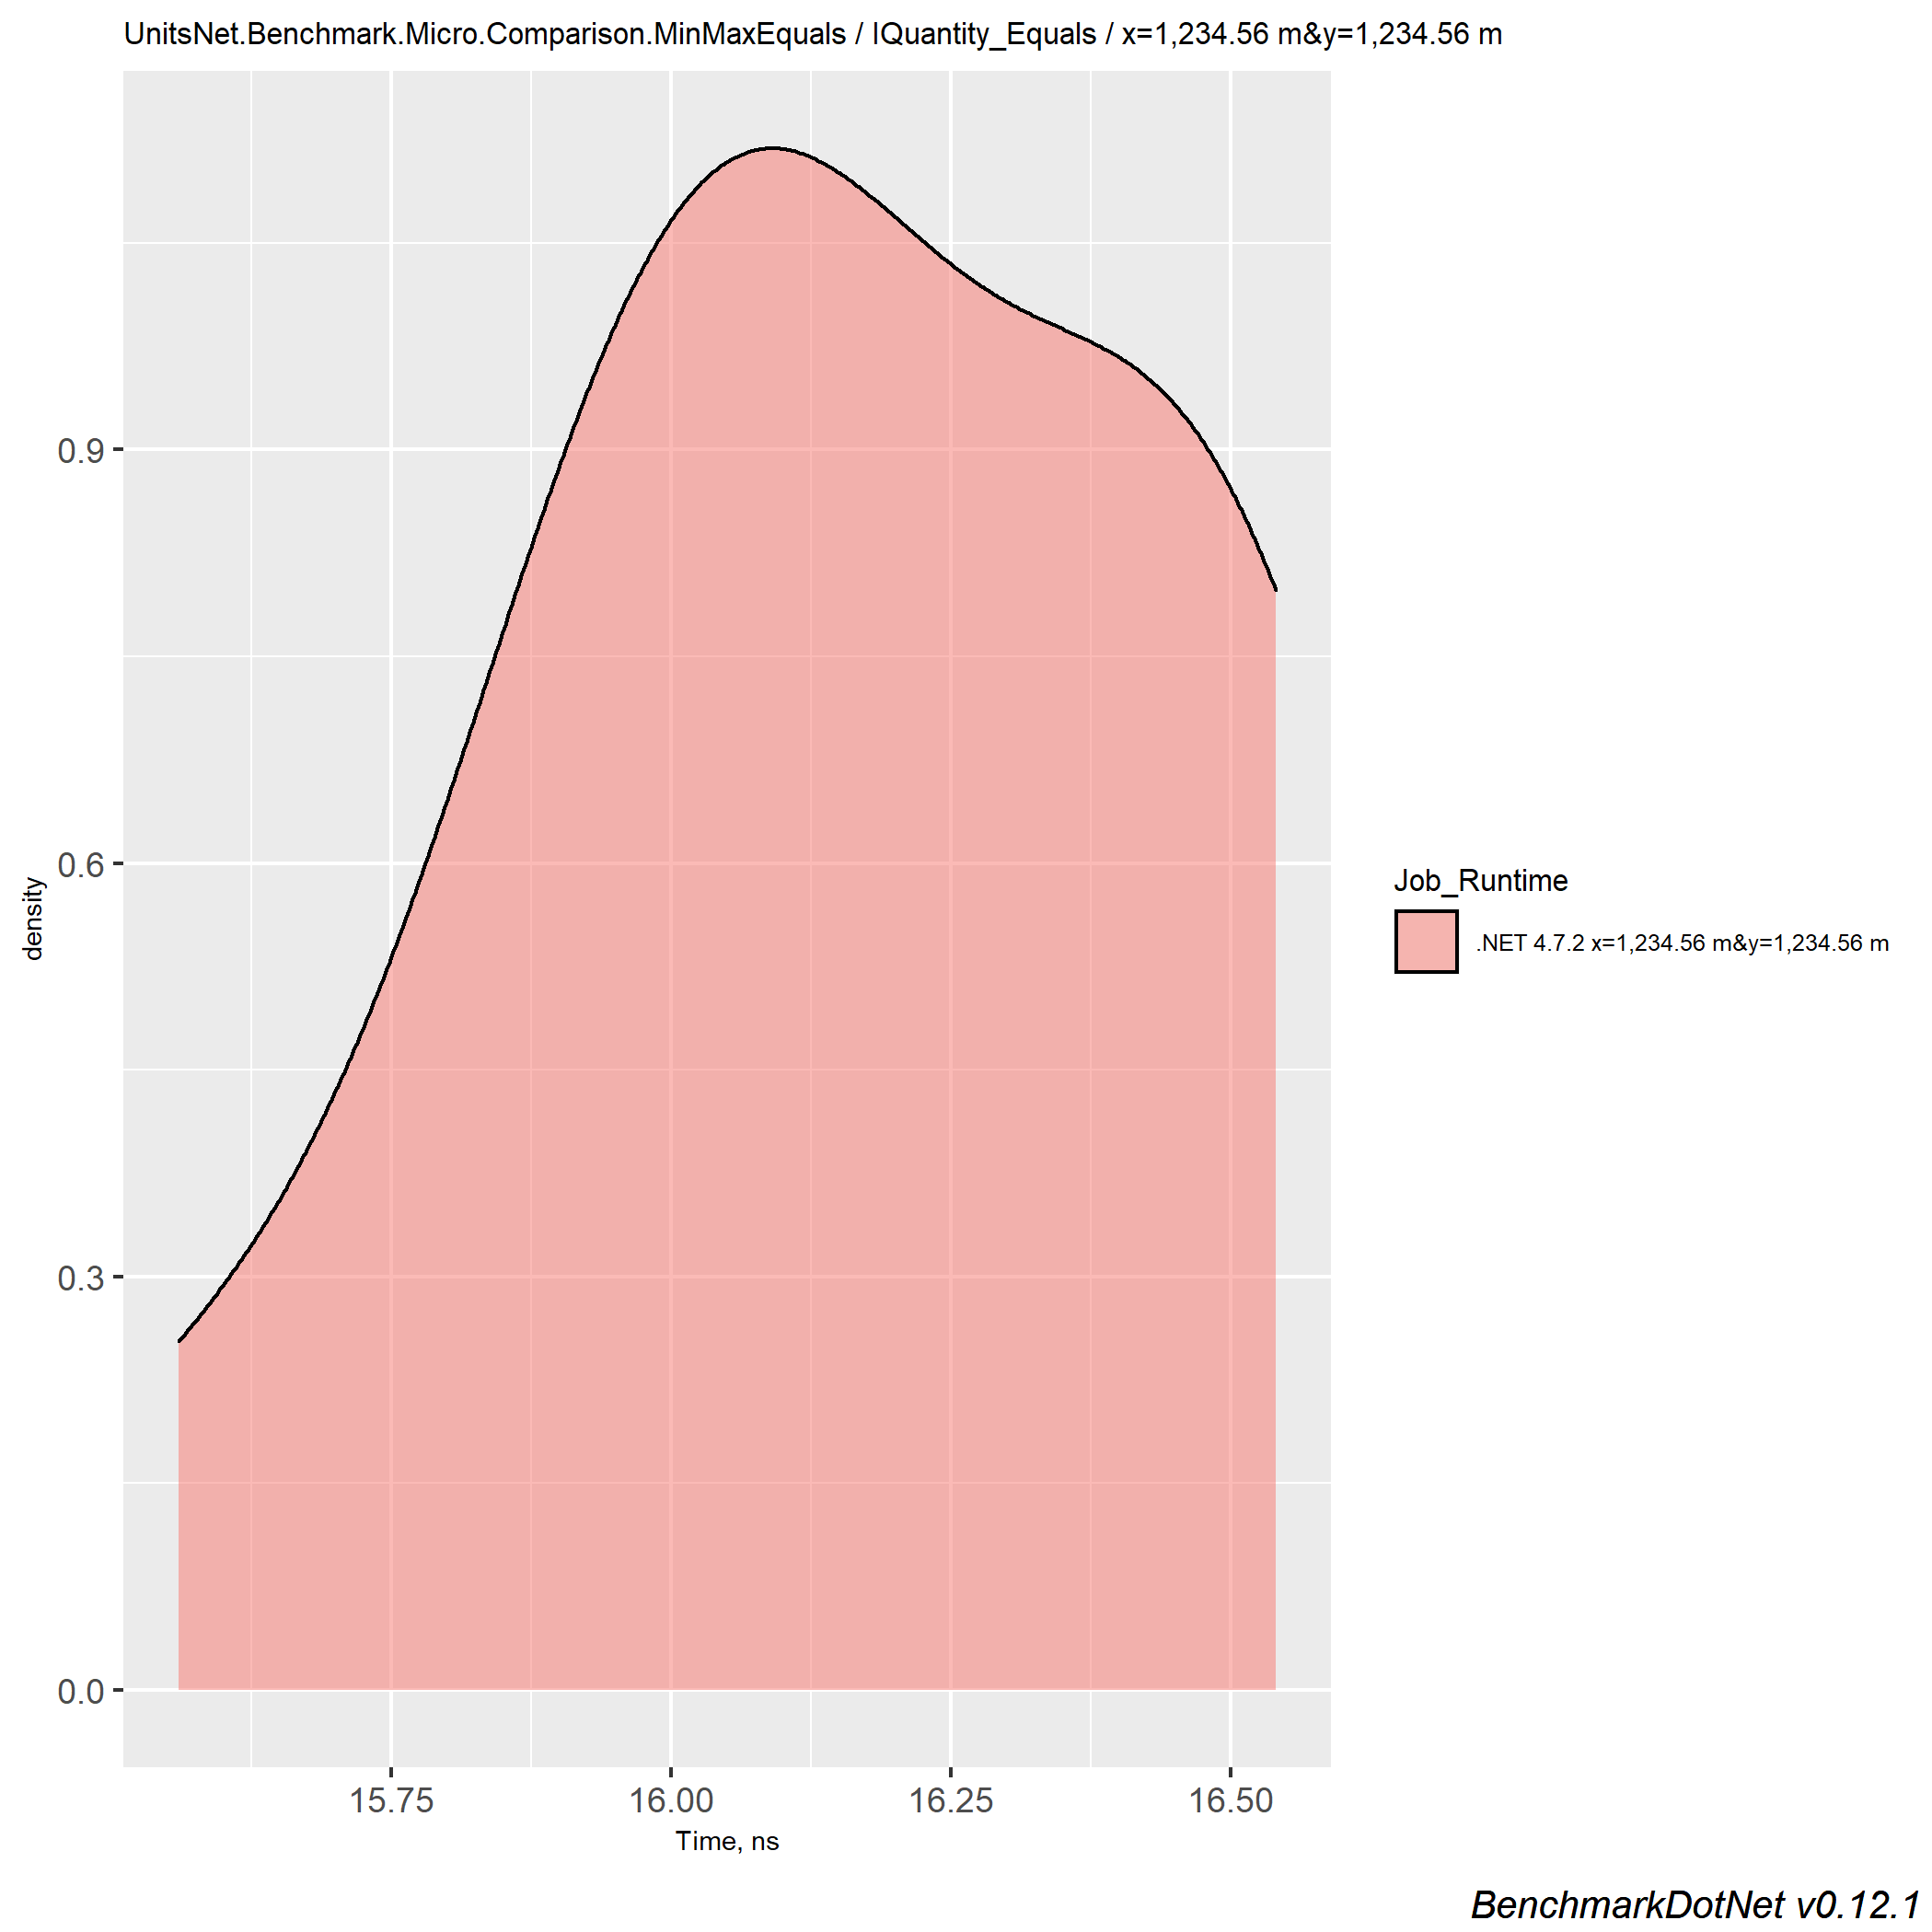 UnitsNet.Benchmark.Micro.Comparison.MinMaxEquals / IQuantity_Equals / x=1,234.56 m&y=1,234.56 m
0.9
0.6
0.3
0.0
density
15.75 16.00 16.25 16.50
Time, ns
Job_Runtime
.NET 4.7.2 x=1,234.56 m&y=1,234.56 m
BenchmarkDotNet v0.12.1